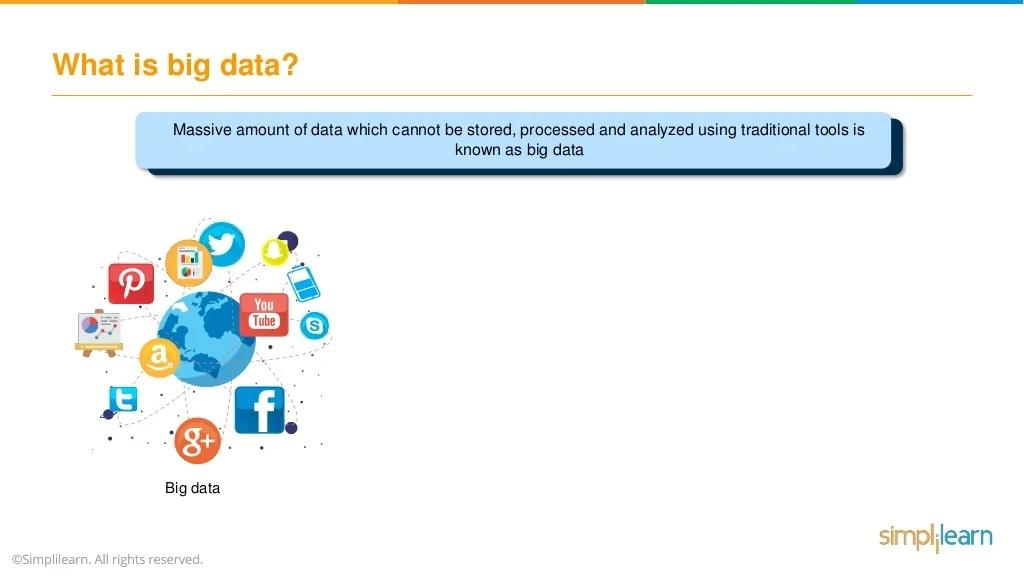 What is big data?
Massive amount of data which cannot be stored, processed and analyzed using traditional tools is
known as big data
You
Tube
a
t
f
g+
Big data
simplilearn
©Simplilearn. All rights reserved.